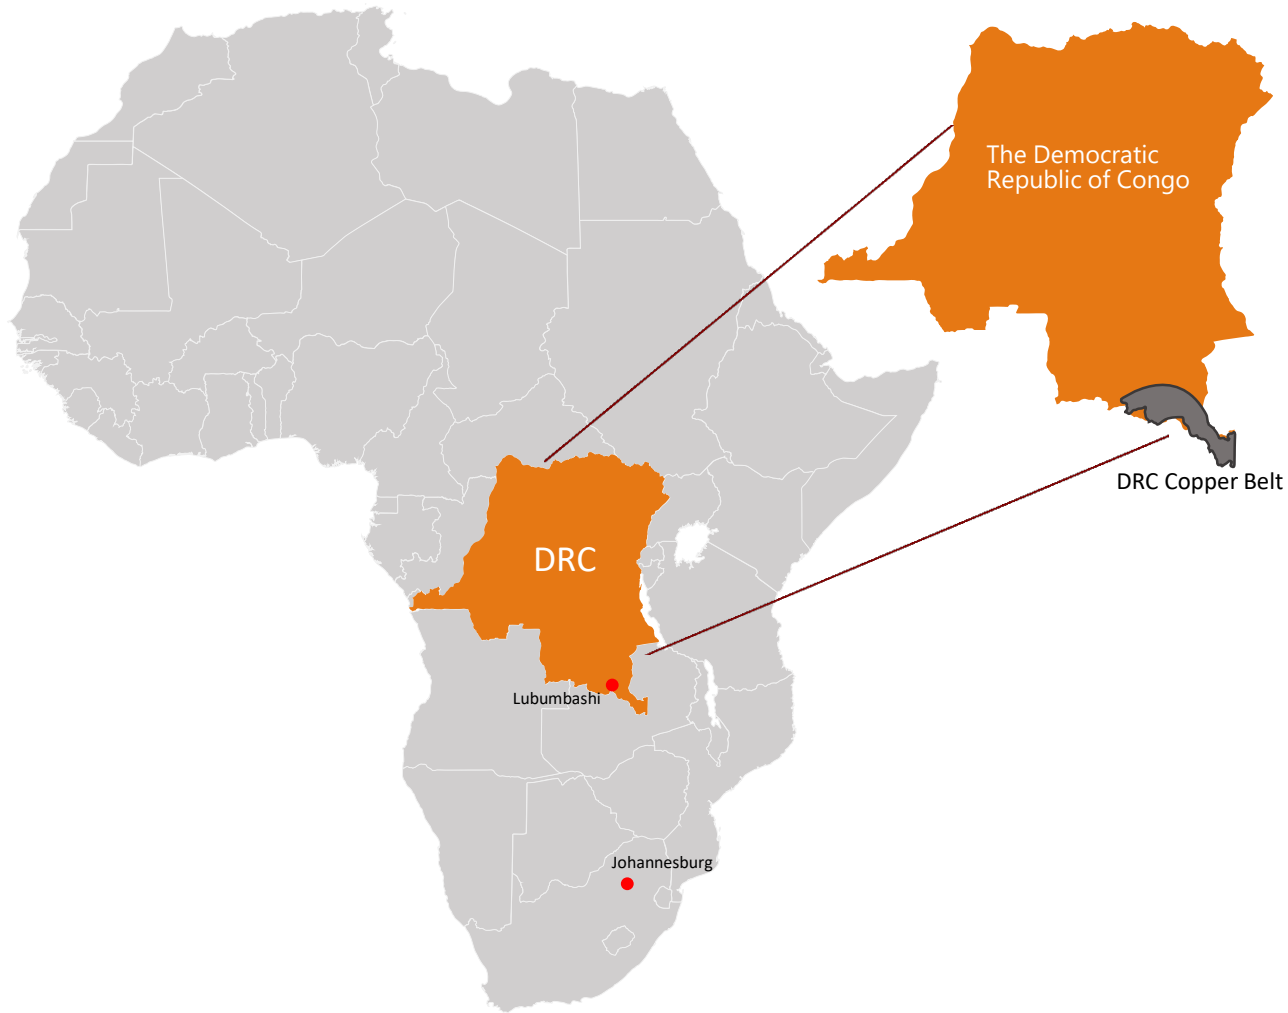 The Democratic
Republic of Congo
DRC Copper Belt
DRC
Lubumbashi
Johannesburg